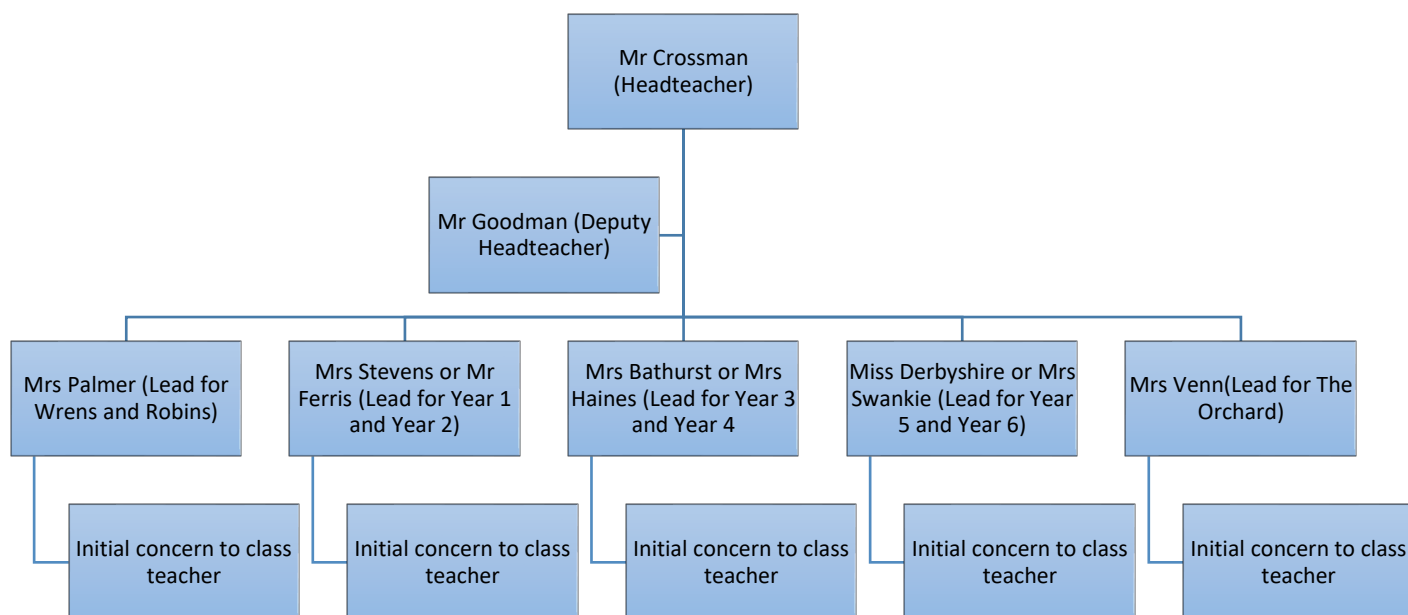 Mr Crossman
(Headteacher)
Mr Goodman (Deputy
Headteacher)
Mrs Palmer (Lead for
Wrens and Robins)
Mrs Stevens or Mr
Ferris (Lead for Year 1
and Year 2)
Mrs Bathurst or Mrs
Haines (Lead for Year 3
and Year 4
Miss Derbyshire or Mrs
Swankie (Lead for Year
5 and Year 6)
Mrs Venn(Lead for The
Orchard)
Initial concern to class
teacher
Initial concern to class
teacher
Initial concern to class
teacher
Initial concern to class
teacher
Initial concern to class
teacher